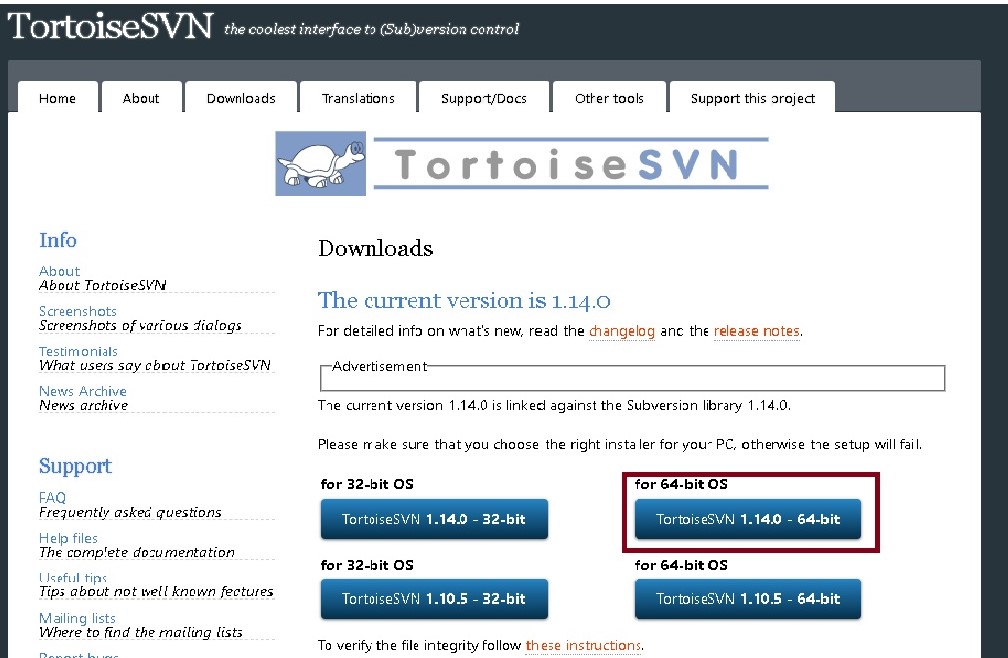 TortoiseSVN the coolest interface to (Sub)version control
Home About Downloads Translations Support/Docs Other tools Support this project
TortoiseSVN
Info
About
About TortoiseSVN
Screenshots
Screenshots of various dialogs
Testimonials
What users say about TortoiseSVN
News Archive
News archive
Support
FAQ
Frequently asked questions
Help files
The complete documentation
Useful tips
Tips about not well known features
Mailing lists
Where to find the mailing lists
Report bugs
Downloads
The current version is 1.14.0
For detailed info on what's new, read the changelog and the release notes.
Advertisement
The current version 1.14.0 is linked against the Subversion library 1.14.0.
Please make sure that you choose the right installer for your PC, otherwise the setup will fail.
for 32-bit OS for 64-bit OS
TortoiseSVN 1.14.0 - 32-bit TortoiseSVN 1.14.0 - 64-bit
for 32-bit OS for 64-bit OS
TortoiseSVN 1.10.5 - 32-bit TortoiseSVN 1.10.5 - 64-bit
To verify the file integrity follow these instructions.